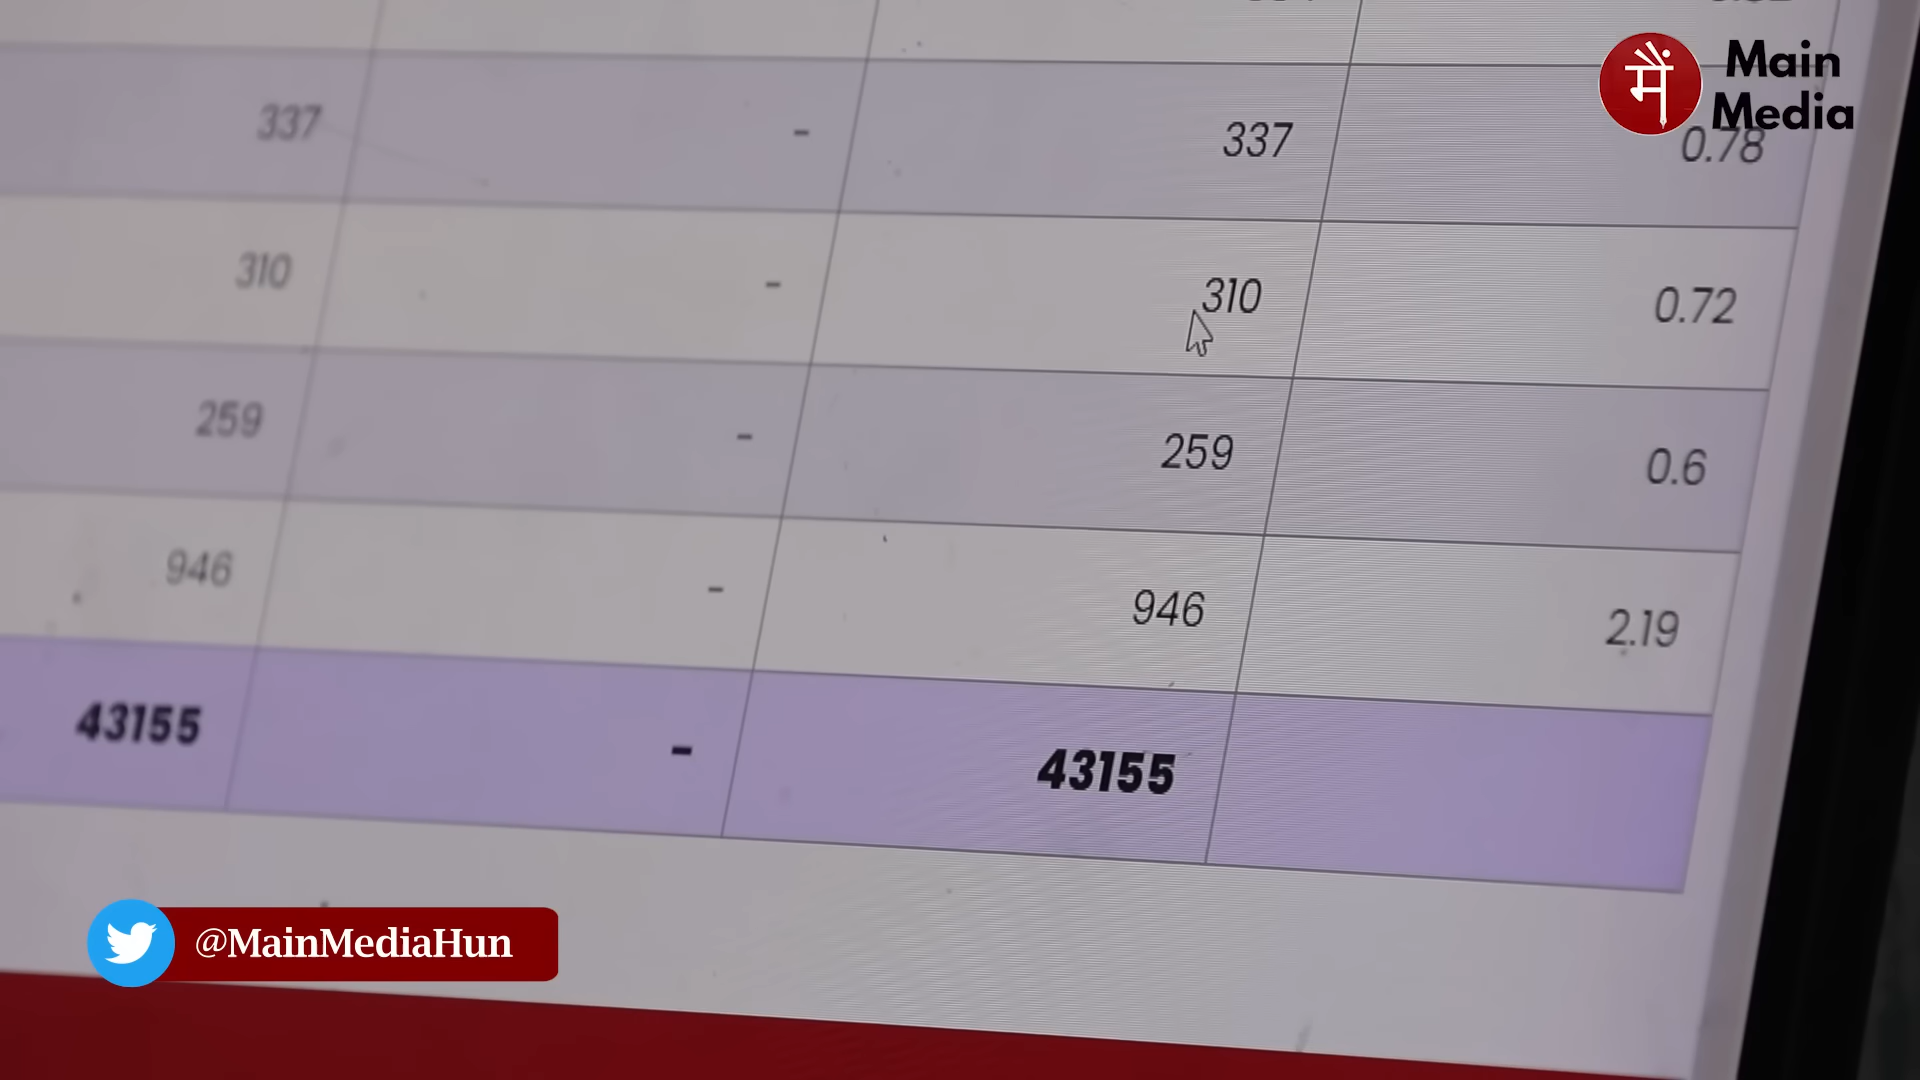 में Main
Media
337 - 337 0.78
310 - 310 0.72
259 - 259 0.6
946 - 946 2.19
43155 - 43155
@MainMediaHun